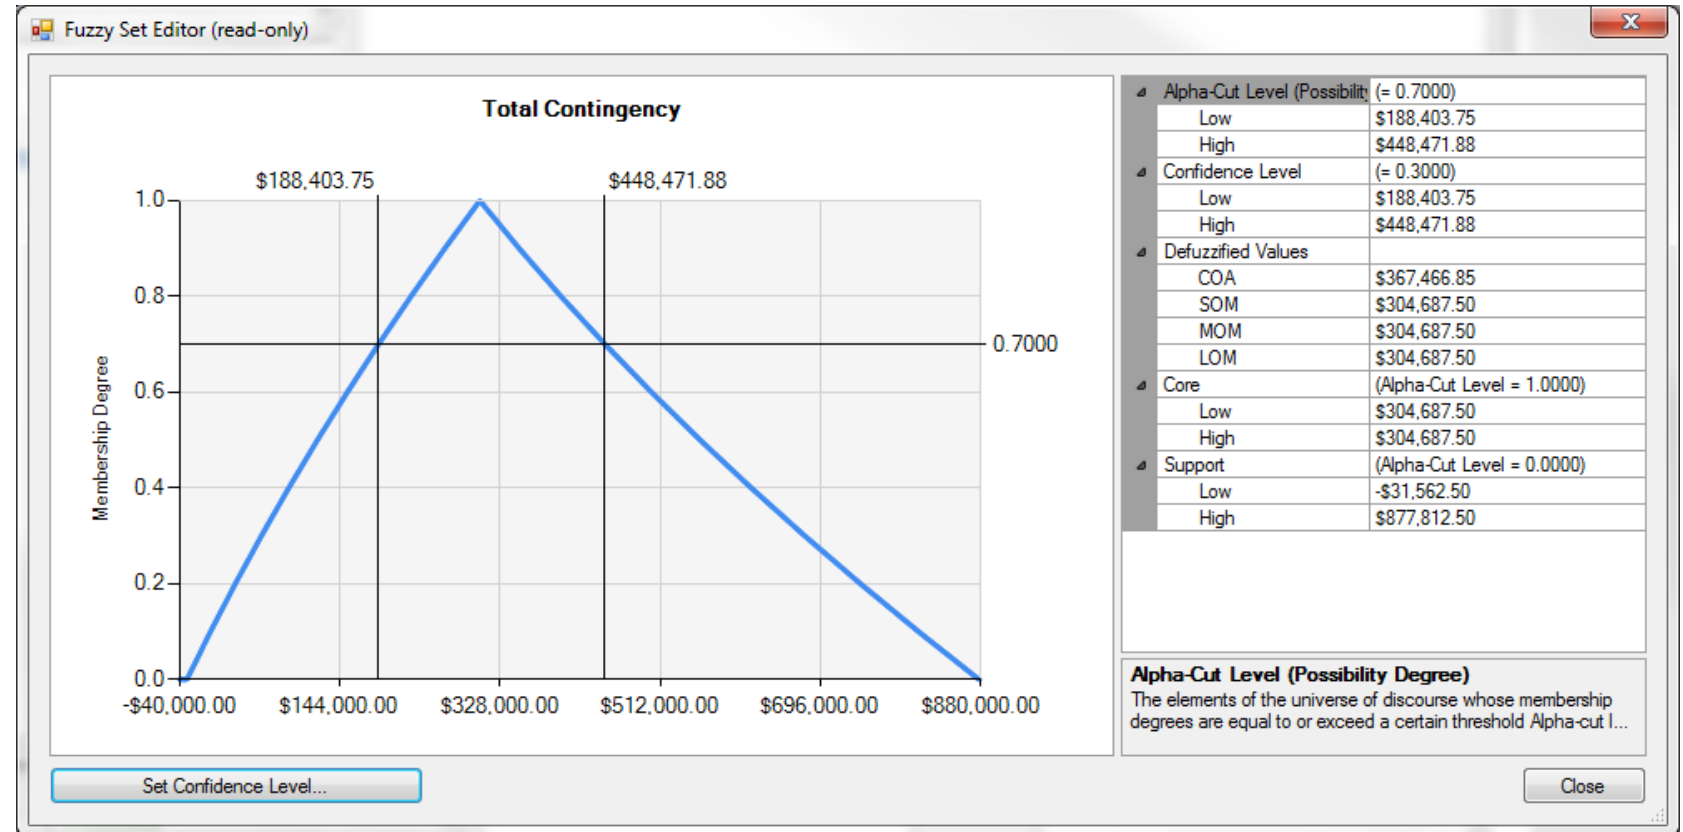 Fuzzy Set Editor (read-only)
Total Contingency
$188,403.75 $448,471.88
1.0
0.8
0.6
0.4
0.2
0.0
0.7000
Membership Degree
-$40,000.00 $144,000.00 $328,000.00 $512,000.00 $696,000.00 $880,000.00
Alpha-Cut Level (Possibility (= 0.7000)
Low $188,403.75
High $448,471.88
Confidence Level (= 0.3000)
Low $188,403.75
High $448,471.88
Defuzzified Values
COA $367,466.85
SOM $304,687.50
MOM $304,687.50
LOM $304,687.50
Core (Alpha-Cut Level = 1.0000)
Low $304,687.50
High $304,687.50
Support (Alpha-Cut Level = 0.0000)
Low -$31,562.50
High $877,812.50
Alpha-Cut Level (Possibility Degree)
The elements of the universe of discourse whose membership
degrees are equal to or exceed a certain threshold Alpha-cut l...
Set Confidence Level...
Close